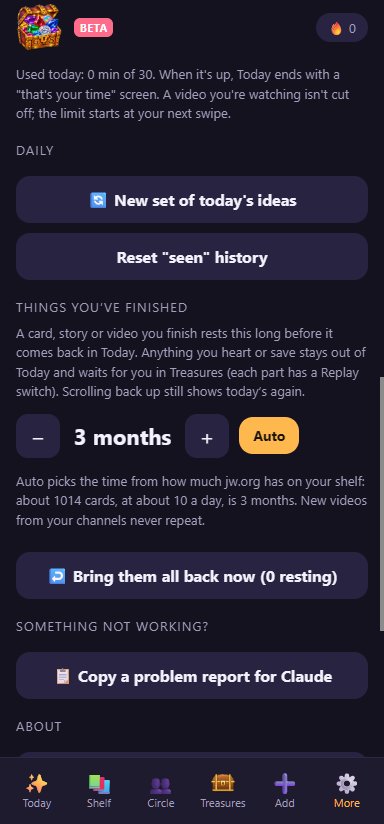 BETA
🔥 0
Used today: 0 min of 30. When it's up, Today ends with a
"that's your time" screen. A video you're watching isn't cut
off; the limit starts at your next swipe.
DAILY
🔄 New set of today's ideas
Reset "seen" history
THINGS YOU'VE FINISHED
A card, story or video you finish rests this long before it
comes back in Today. Anything you heart or save stays out of
Today and waits for you in Treasures (each part has a Replay
switch). Scrolling back up still shows today's again.
– 3 months + Auto
Auto picks the time from how much jw.org has on your shelf:
about 1014 cards, at about 10 a day, is 3 months. New videos
from your channels never repeat.
↩️ Bring them all back now (0 resting)
SOMETHING NOT WORKING?
📋 Copy a problem report for Claude
ABOUT
Today Shelf Circle Treasures Add More